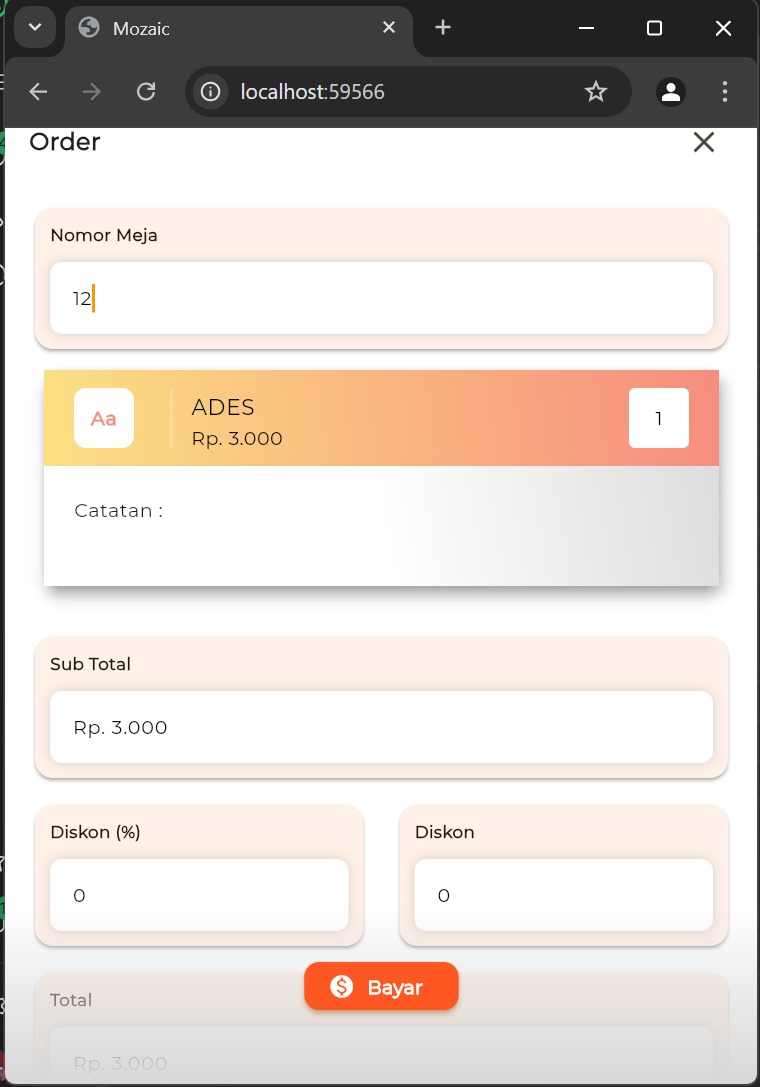 Mozaic
localhost:59566
Order
Nomor Meja
12
Aa
ADES
Rp. 3.000
1
Catatan :
Sub Total
Rp. 3.000
Diskon (%)
Diskon
0
0
Bayar
Total
Rp. 3.000